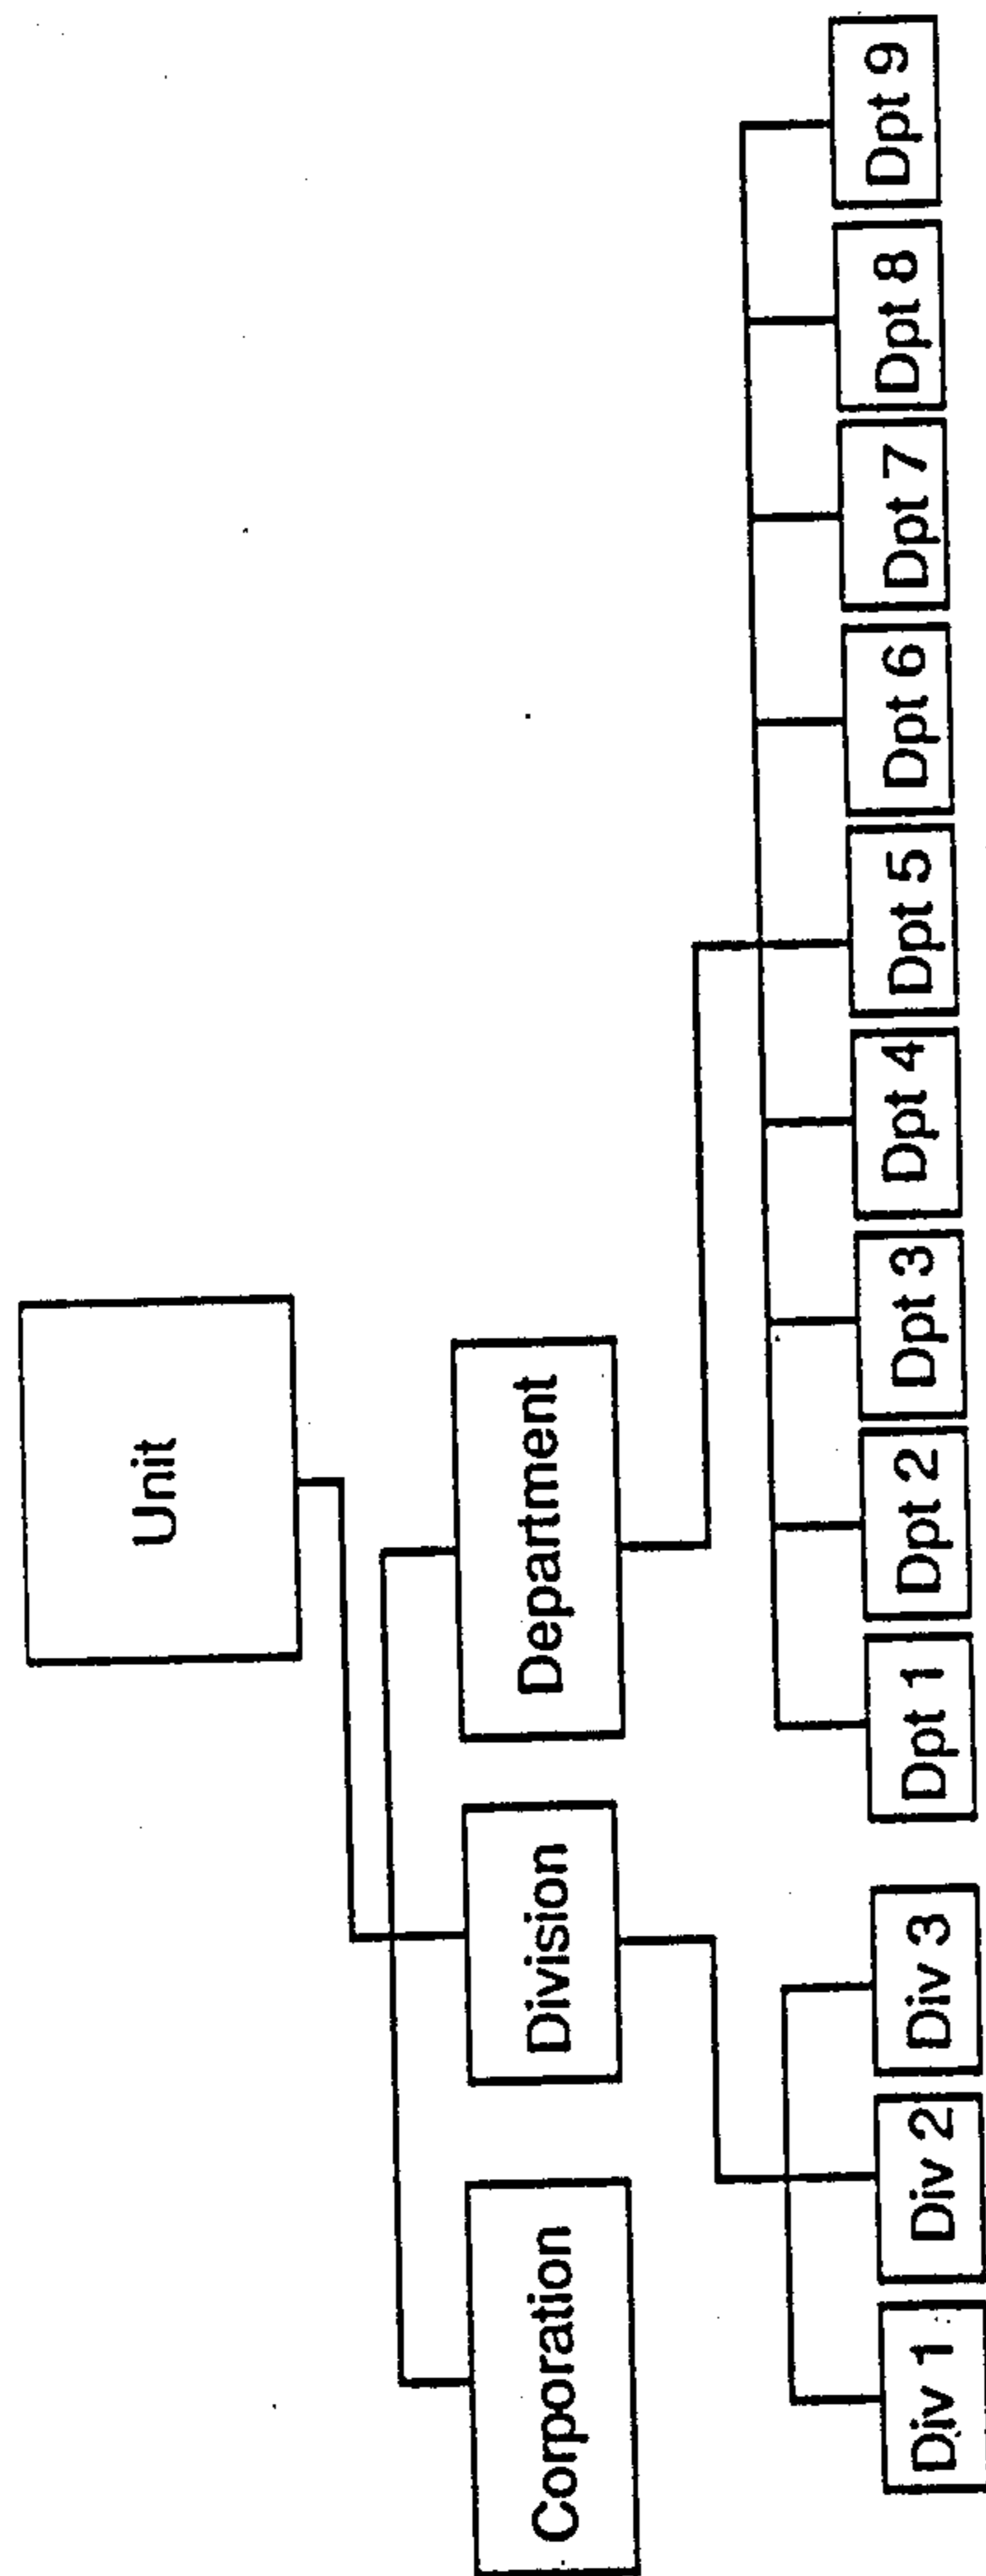 Unit
Corporation
Division
Department
Div 1
Div 2
Div 3
Dpt 1
Dpt 2
Dpt 3
Dpt 4
Dpt 5
Dpt 6
Dpt 7
Dpt 8
Dpt 9